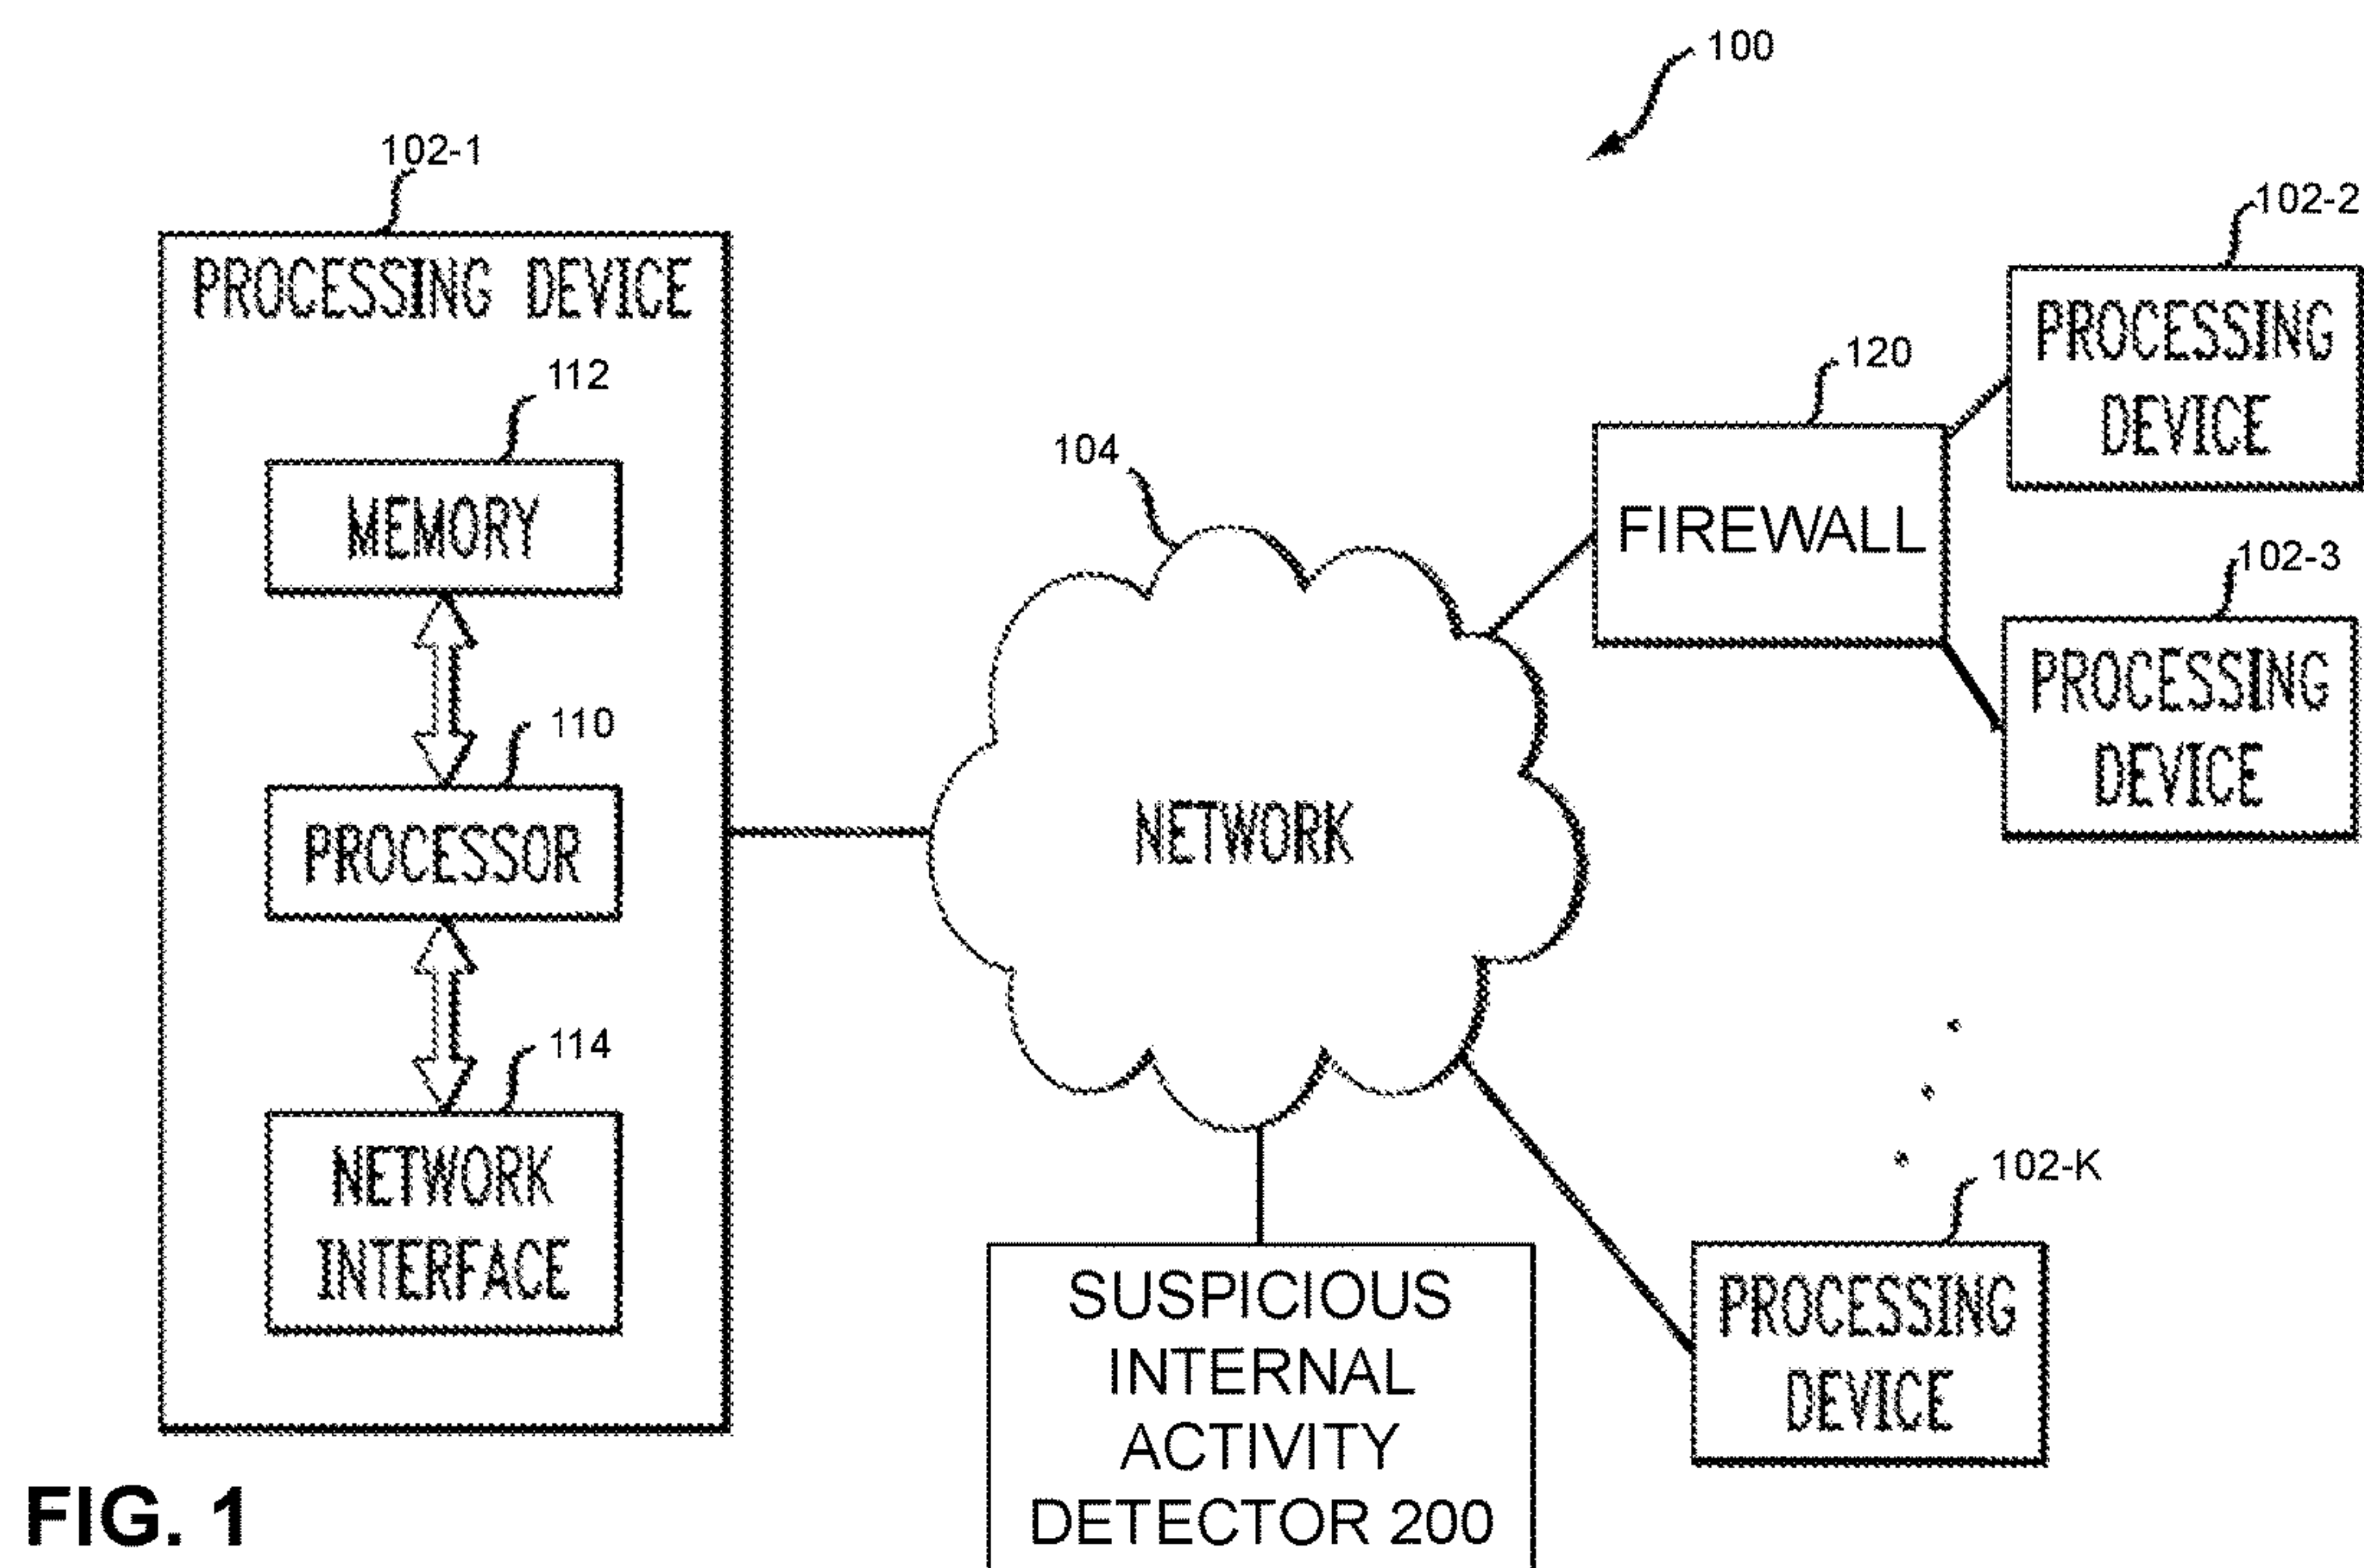 100
102-1
PROCESSING DEVICE
112
MEMORY
110
PROCESSOR
114
NETWORK
INTERFACE
104
NETWORK
120
FIREWALL
102-2
PROCESSING
DEVICE
102-3
PROCESSING
DEVICE
102-K
PROCESSING
DEVICE
SUSPICIOUS
INTERNAL
ACTIVITY
DETECTOR 200
FIG. 1